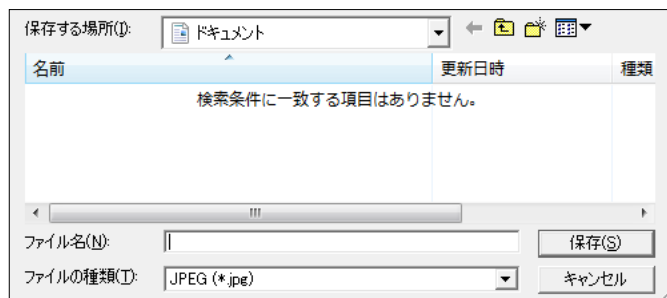 保存する場所(I): ドキュメント
名前 更新日時 種類
検索条件に一致する項目はありません。
ファイル名(N): 保存(S)
ファイルの種類(T): JPEG (*.jpg) キャンセル